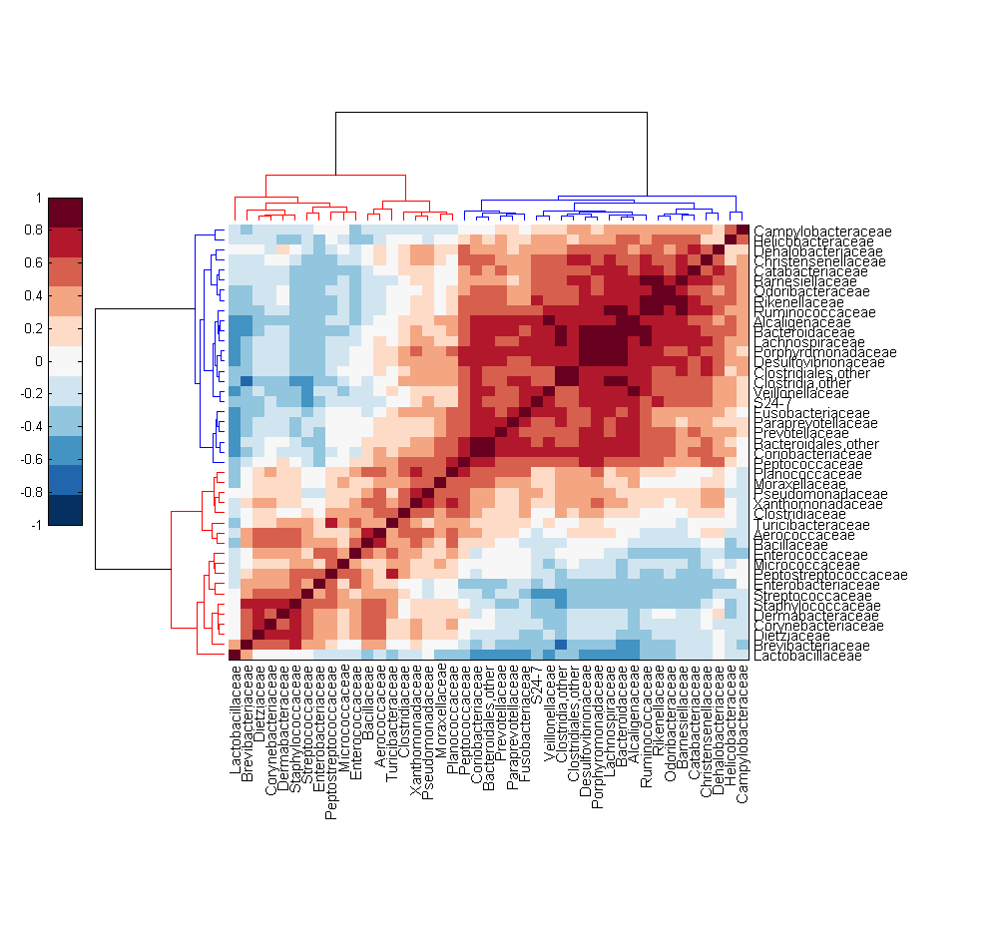 1
0.8
0.6
0.4
0.2
0
-0.2
-0.4
-0.6
-0.8
-1
Campylobacteraceae
Helicobacteraceae
Dehalobacteriaceae
Christensenellaceae
Catabacteriaceae
Barnesiellaceae
Odoribacteraceae
Rikenellaceae
Ruminococcaceae
Alcaligenaceae
Bacteroidaceae
Lachnospiraceae
Porphyromonadaceae
Desulfovibrionaceae
Clostridiales,other
Clostridia,other
Veillonellaceae
S24-7
Fusobacteriaceae
Paraprevotellaceae
Prevotellaceae
Bacteroidales,other
Coriobacteriaceae
Peptococcaceae
Planococcaceae
Moraxellaceae
Pseudomonadaceae
Xanthomonadaceae
Clostridiaceae
Turicibacteraceae
Aerococcaceae
Bacillaceae
Enterococcaceae
Micrococcaceae
Peptostreptococcaceae
Enterobacteriaceae
Streptococcaceae
Staphylococcaceae
Dermabacteraceae
Corynebacteriaceae
Dietziaceae
Brevibacteriaceae
Lactobacillaceae
Lactobacillaceae
Brevibacteriaceae
Dietziaceae
Corynebacteriaceae
Dermabacteraceae
Staphylococcaceae
Streptococcaceae
Enterobacteriaceae
Peptostreptococcaceae
Micrococcaceae
Enterococcaceae
Bacillaceae
Aerococcaceae
Turicibacteraceae
Clostridiaceae
Xanthomonadaceae
Pseudomonadaceae
Moraxellaceae
Planococcaceae
Peptococcaceae
Coriobacteriaceae
Bacteroidales,other
Prevotellaceae
Paraprevotellaceae
Fusobacteriaceae
S24-7
Veillonellaceae
Clostridia,other
Clostridiales,other
Desulfovibrionaceae
Porphyromonadaceae
Lachnospiraceae
Bacteroidaceae
Alcaligenaceae
Ruminococcaceae
Rikenellaceae
Odoribacteraceae
Barnesiellaceae
Catabacteriaceae
Christensenellaceae
Dehalobacteriaceae
Helicobacteraceae
Campylobacteraceae